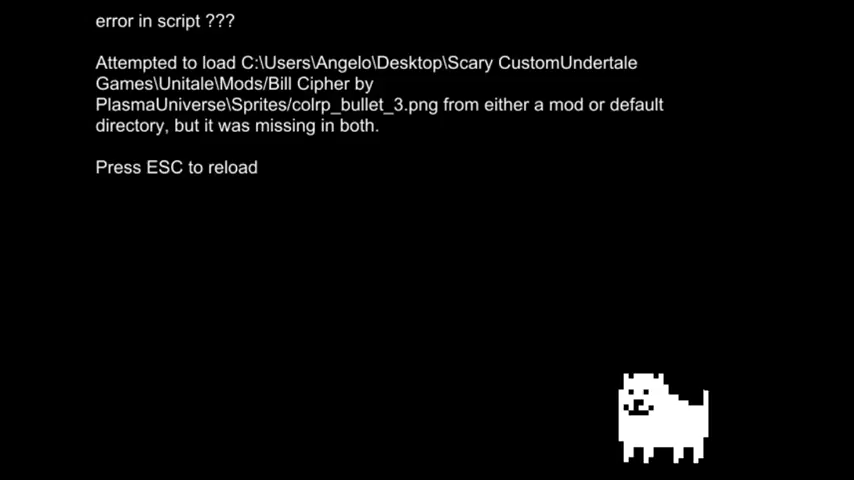 error in script ???
Attempted to load C:\Users\Angelo\Desktop\Scary CustomUndertale
Games\Unitale\Mods/Bill Cipher by
PlasmaUniverse\Sprites/colrp_bullet_3.png from either a mod or default
directory, but it was missing in both.
Press ESC to reload